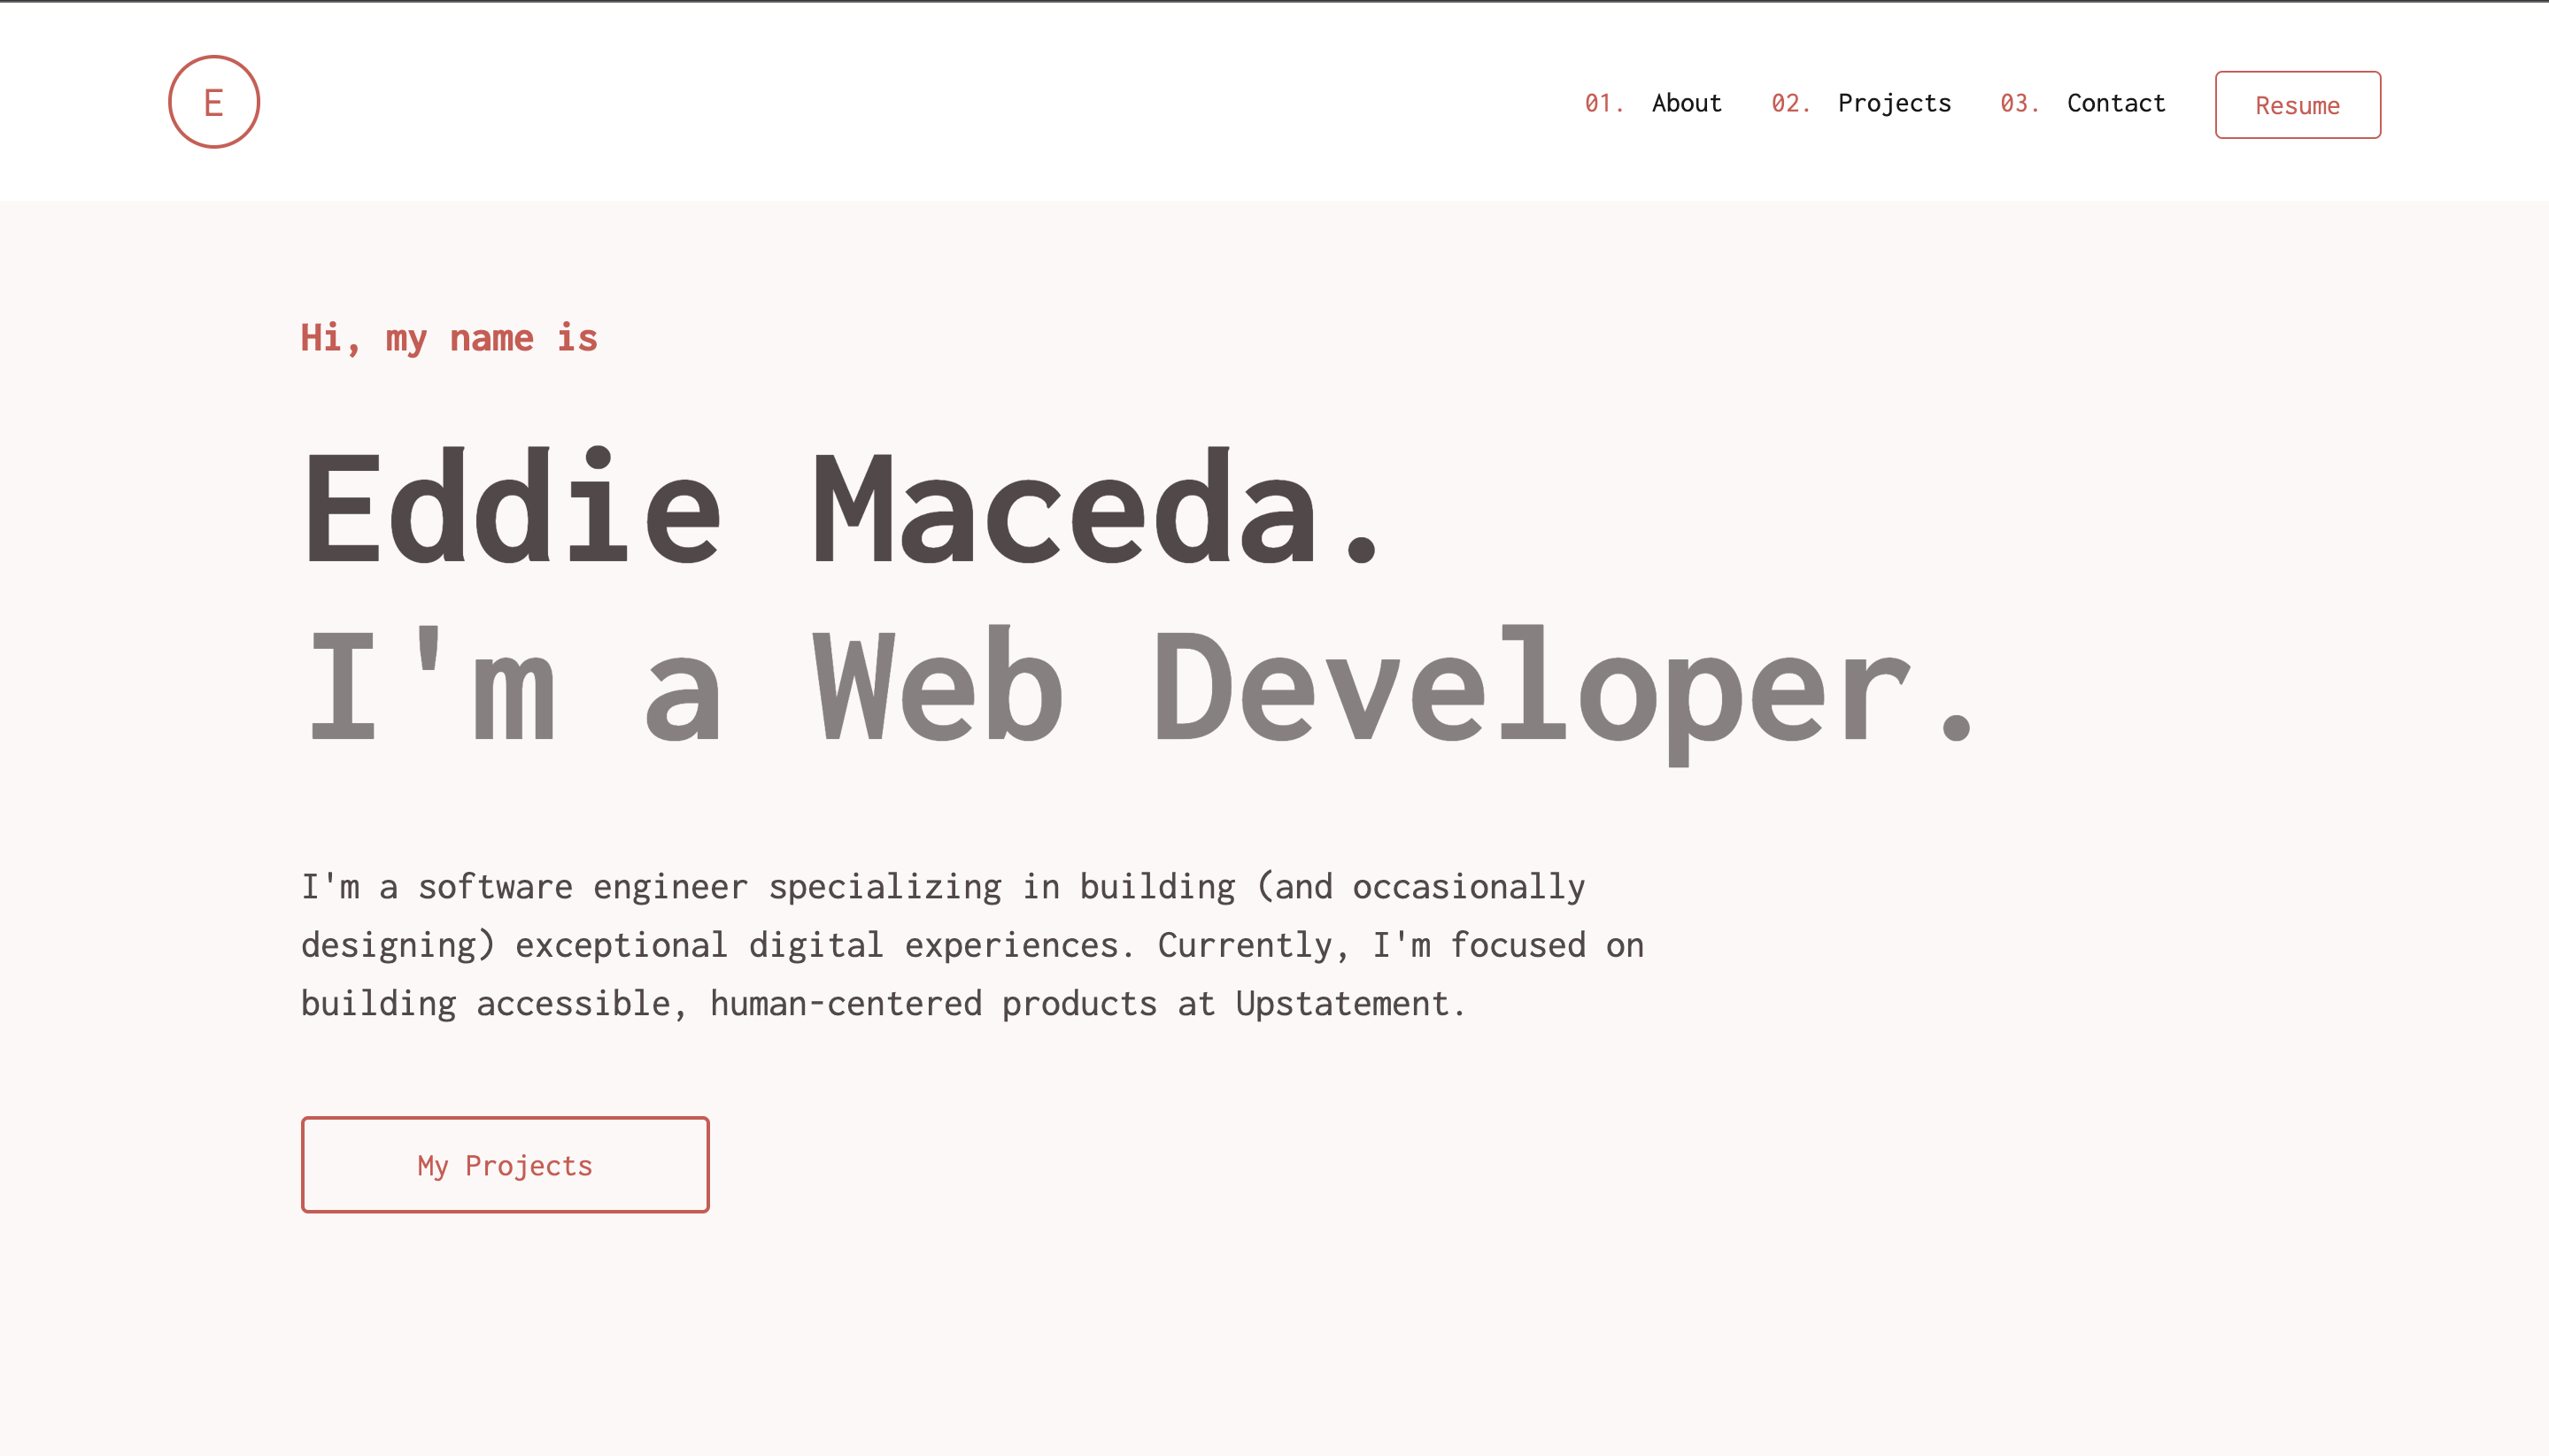 E
01. About 02. Projects 03. Contact Resume
Hi, my name is
Eddie Maceda.
I'm a Web Developer.
I'm a software engineer specializing in building (and occasionally
designing) exceptional digital experiences. Currently, I'm focused on
building accessible, human-centered products at Upstatement.
My Projects